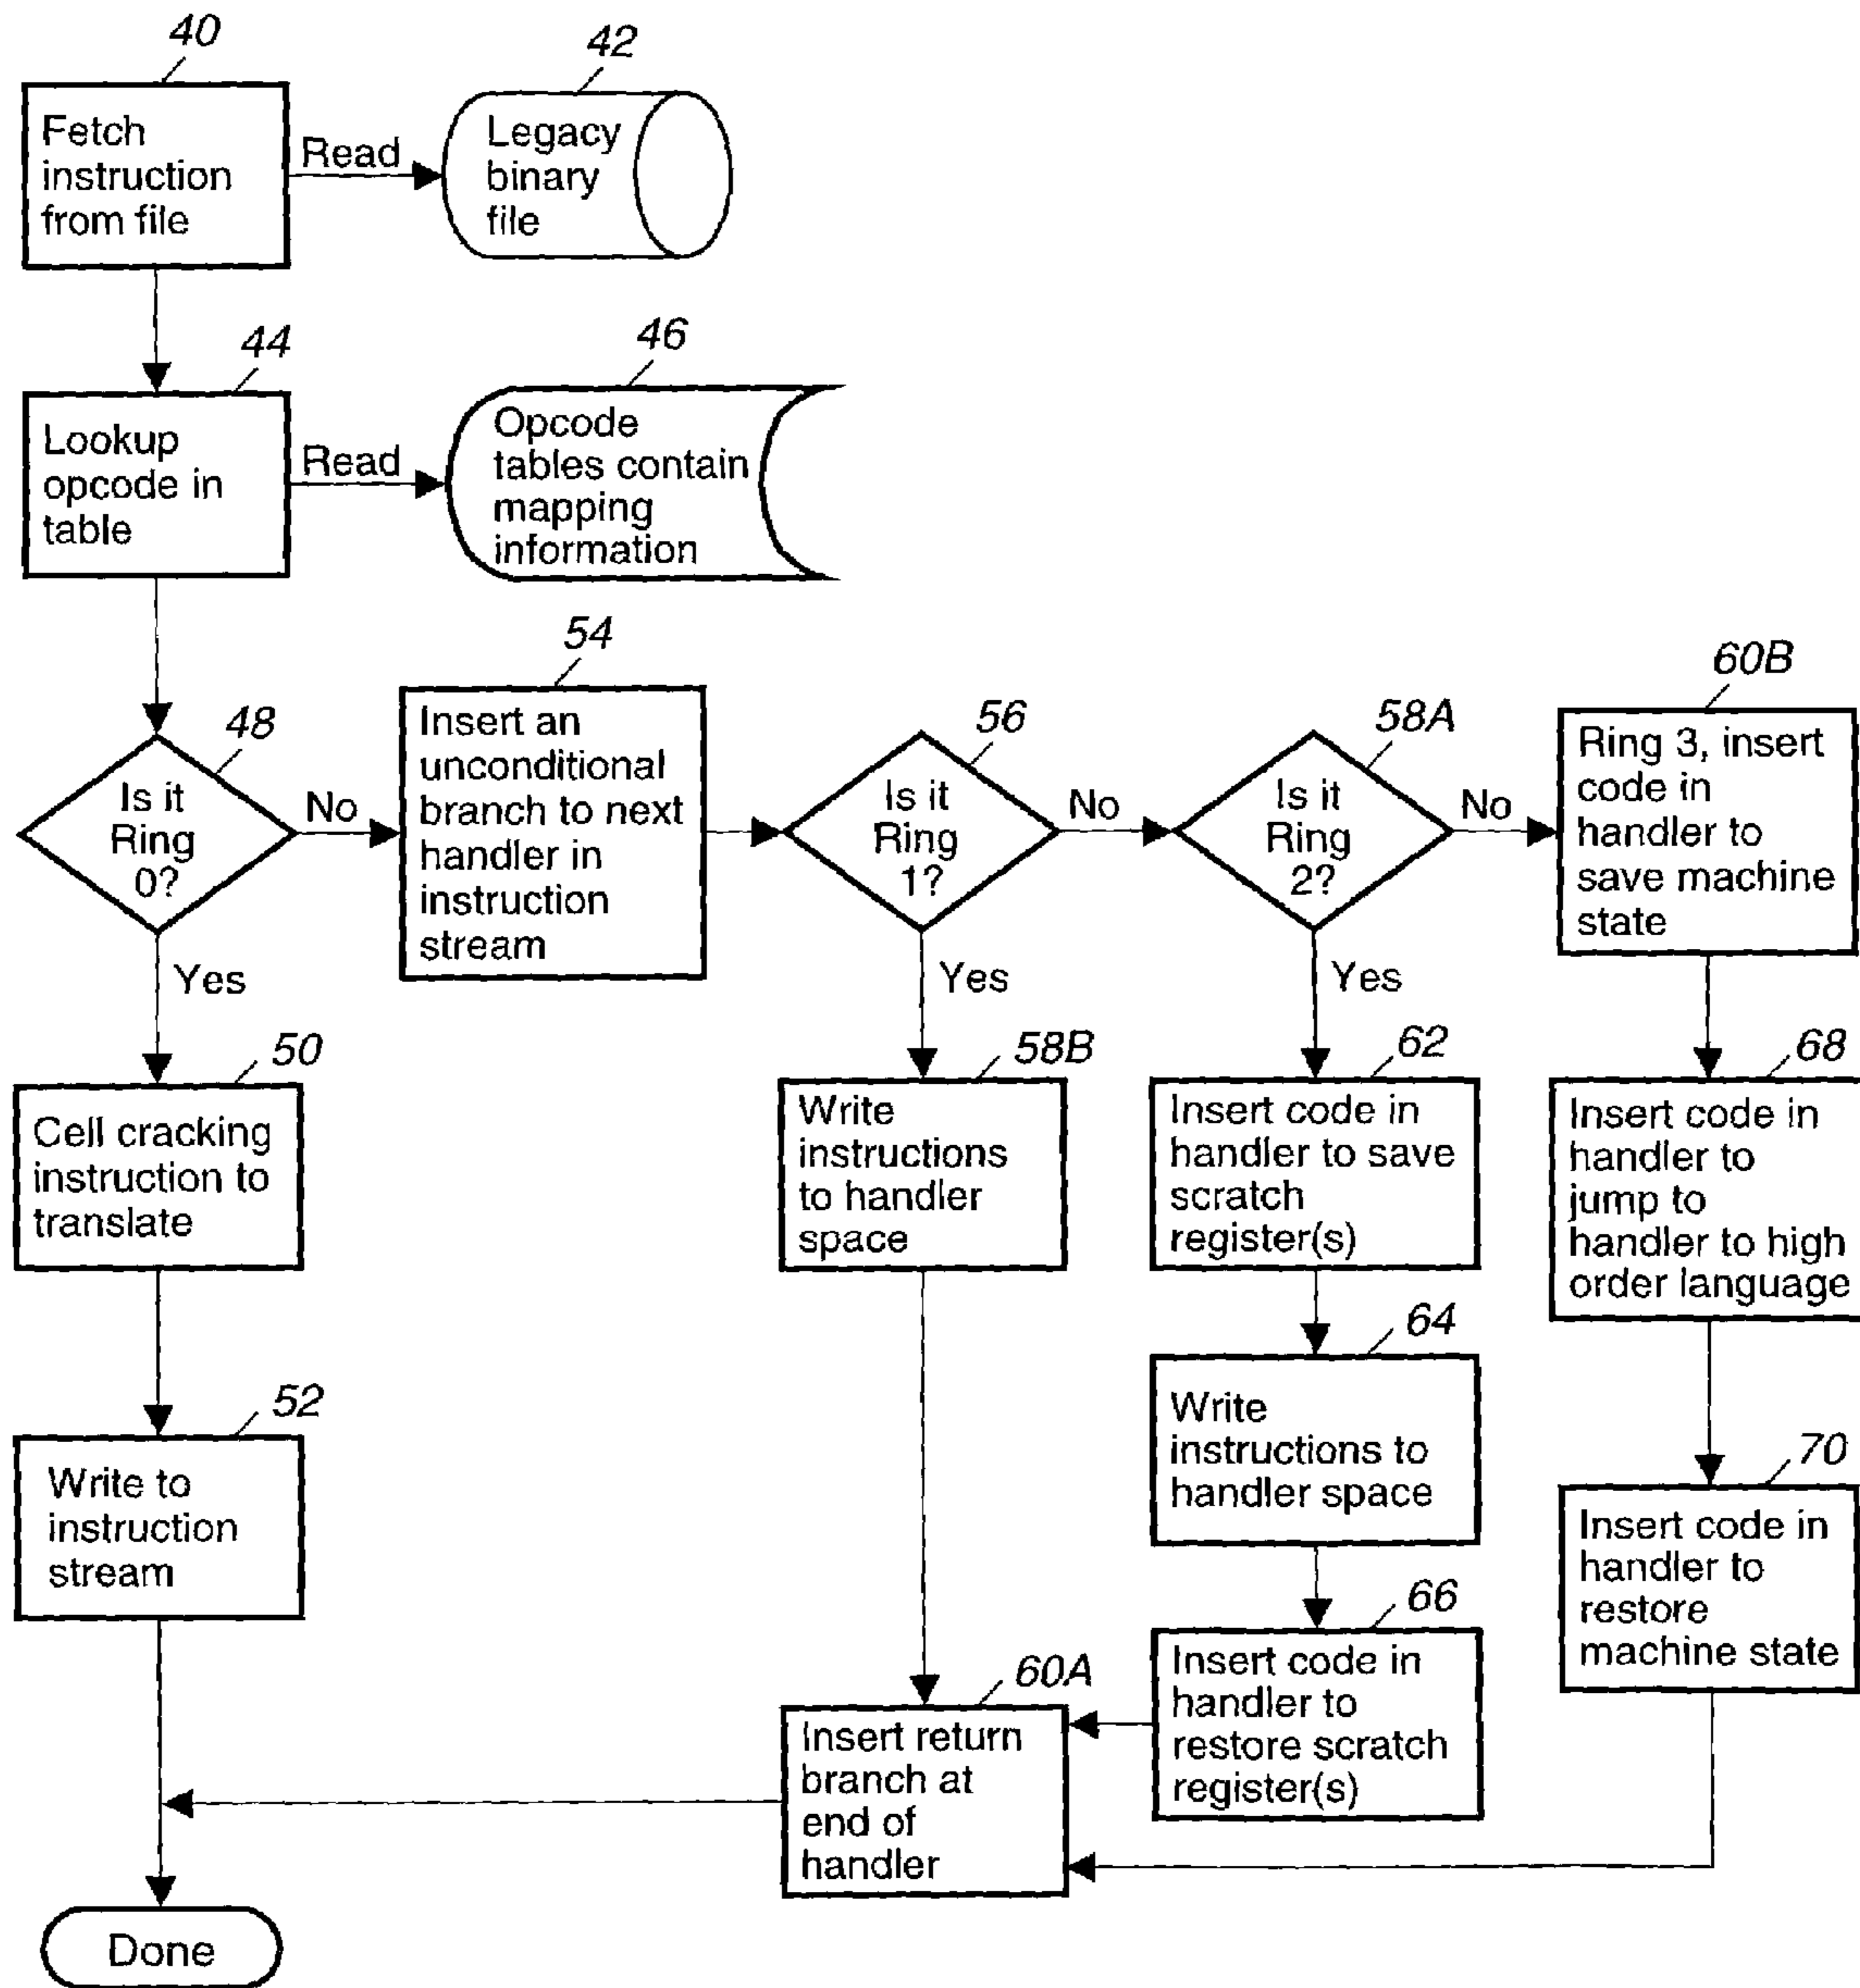 40
Fetch
instruction
from file
Read
42
Legacy
binary
file
44
Lookup
opcode in
table
Read
46
Opcode
tables contain
mapping
information
48
Is it
Ring
0?
No
Yes
54
Insert an
unconditional
branch to next
handler in
instruction
stream
56
Is it
Ring
1?
No
Yes
58A
Is it
Ring
2?
No
Yes
60B
Ring 3, insert
code in
handler to
save machine
state
50
Cell cracking
instruction to
translate
58B
Write
instructions
to handler
space
62
Insert code in
handler to save
scratch
register(s)
68
Insert code in
handler to
jump to
handler to high
order language
52
Write to
instruction
stream
64
Write
instructions to
handler space
70
Insert code in
handler to
restore
machine state
60A
Insert return
branch at
end of
handler
66
Insert code in
handler to
restore scratch
register(s)
Done